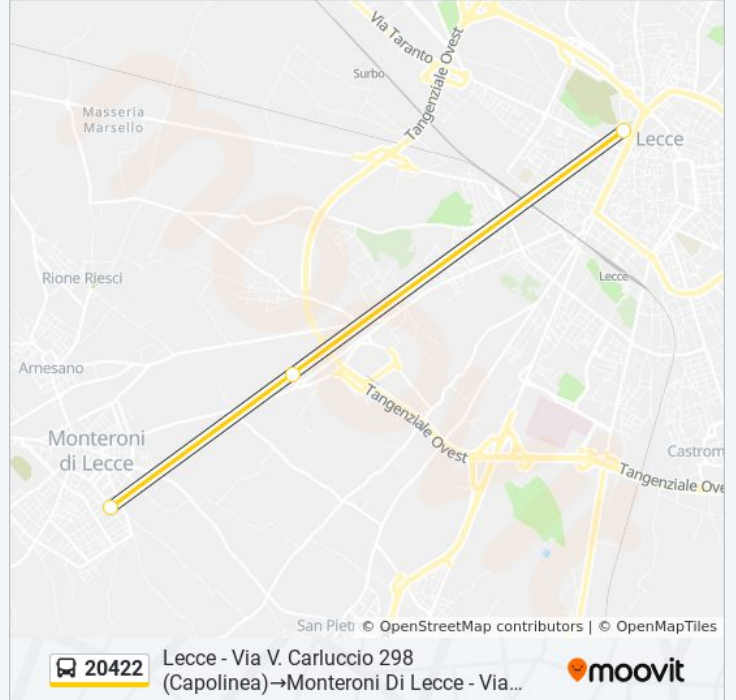 Via Taranto
Tangenziale Ovest
Surbo
Masseria
Marsello
Lecce
Rione Riesci
Lecce
Arnesano
Tangenziale Ovest
Monteroni
di Lecce
Castrom
Tangenziale Ove
San Pieti
© OpenStreetMap contributors | © OpenMapTiles
20422
Lecce - Via V. Carluccio 298
(Capolinea)→Monteroni Di Lecce - Via...
moovit